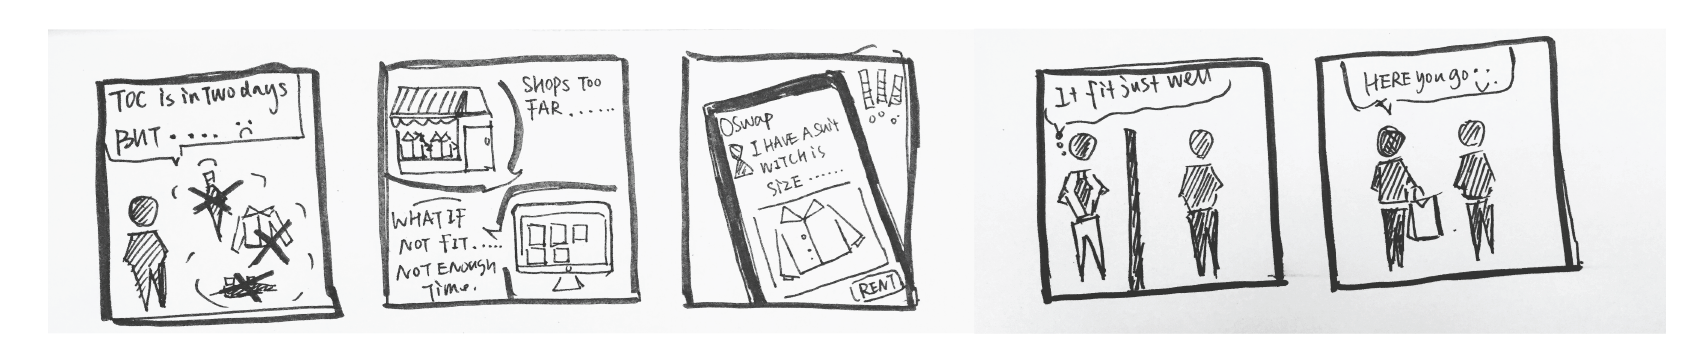 TOC is in Two days
BUT.... :(
SHOPS TOO
FAR......
WHAT IF
NOT FIT.....
NOT ENOUGH
Time.
OSwap
I HAVE A SUIT
WITCH IS
SIZE ......
RENT
It fit just well
HERE you go :).